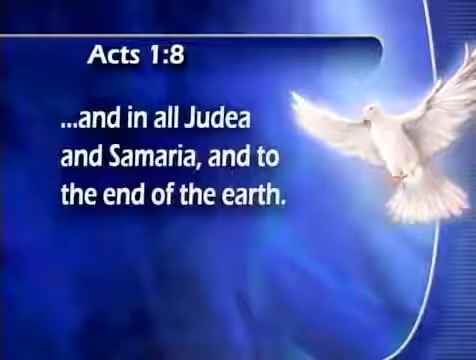 Acts 1:8
...and in all Judea
and Samaria, and to
the end of the earth.